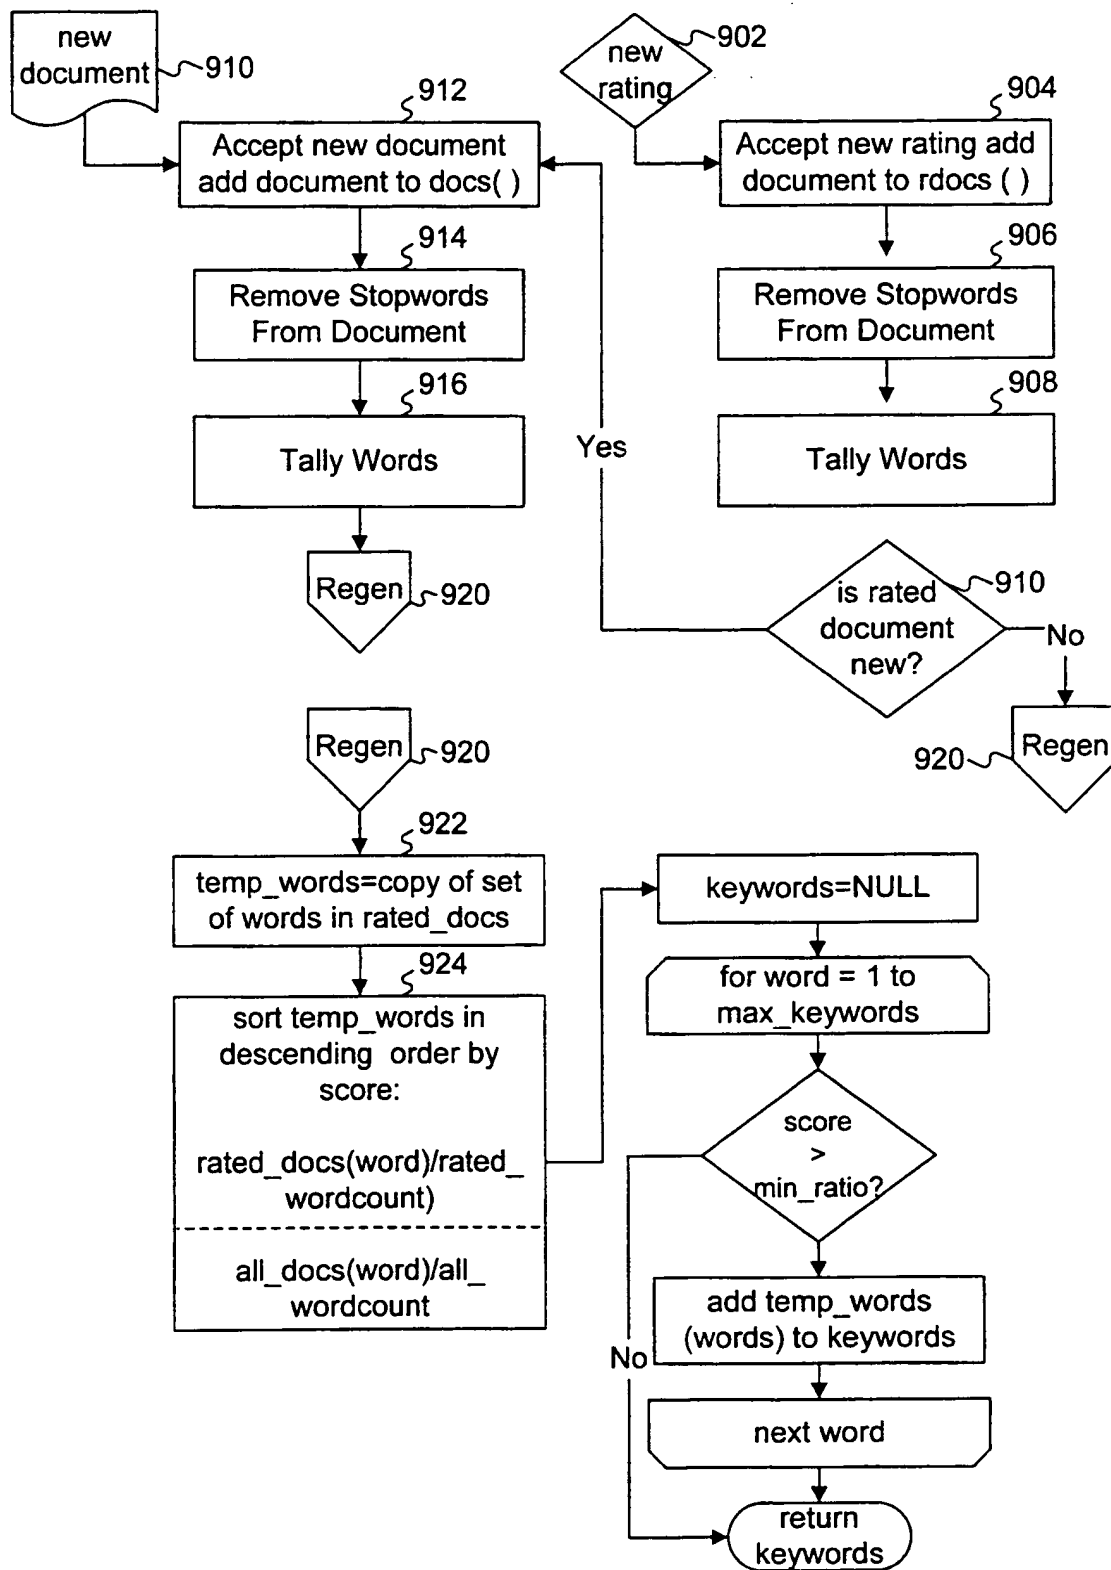 new
document
910
912
Accept new document
add document to docs( )
914
Remove Stopwords
From Document
916
Tally Words
Regen
920
902
new
rating
904
Accept new rating add
document to rdocs ( )
906
Remove Stopwords
From Document
908
Tally Words
Yes
910
is rated
document
new?
No
920
Regen
Regen
920
922
temp_words=copy of set
of words in rated_docs
924
sort temp_words in
descending order by
score:
rated_docs(word)/rated_
wordcount)
all_docs(word)/all_
wordcount
keywords=NULL
for word = 1 to
max_keywords
score
>
min_ratio?
add temp_words
(words) to keywords
No
next word
return
keywords